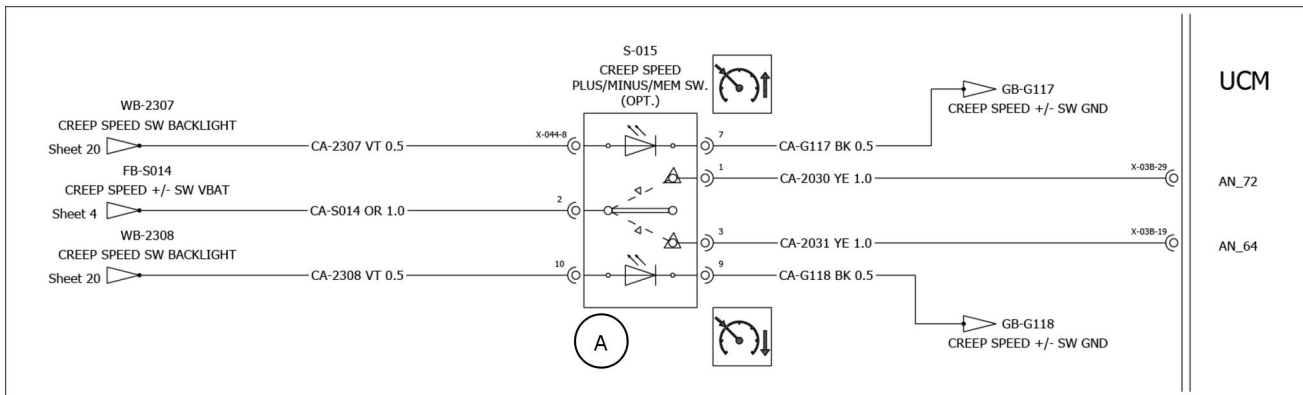 S-015
CREEP SPEED
PLUS/MINUS/MEM SW.
(OPT.)
UCM
WB-2307
CREEP SPEED SW BACKLIGHT
Sheet 20
CA-2307 VT 0.5
X-044-8
7
CA-G117 BK 0.5
GB-G117
CREEP SPEED +/- SW GND
FB-S014
CREEP SPEED +/- SW VBAT
Sheet 4
CA-S014 OR 1.0
2
1
CA-2030 YE 1.0
X-03B-29
AN_72
3
CA-2031 YE 1.0
X-03B-19
AN_64
WB-2308
CREEP SPEED SW BACKLIGHT
Sheet 20
CA-2308 VT 0.5
10
9
CA-G118 BK 0.5
GB-G118
CREEP SPEED +/- SW GND
A